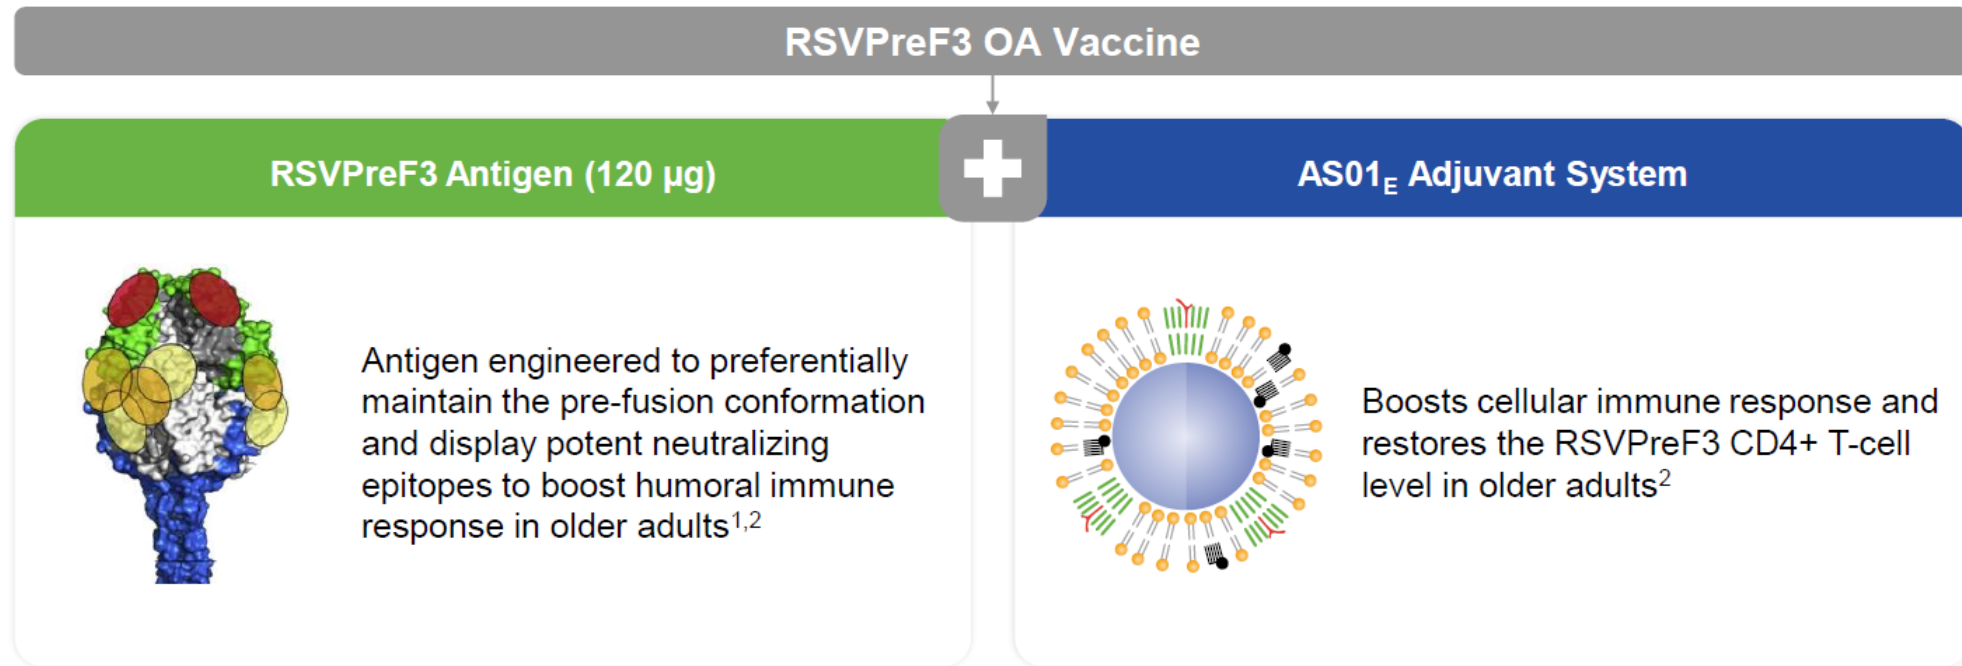 RSVPreF3 OA Vaccine
RSVPreF3 Antigen (120 µg)
Antigen engineered to preferentially
maintain the pre-fusion conformation
and display potent neutralizing
epitopes to boost humoral immune
response in older adults1,2
AS01E Adjuvant System
Boosts cellular immune response and
restores the RSVPreF3 CD4+ T-cell
level in older adults2